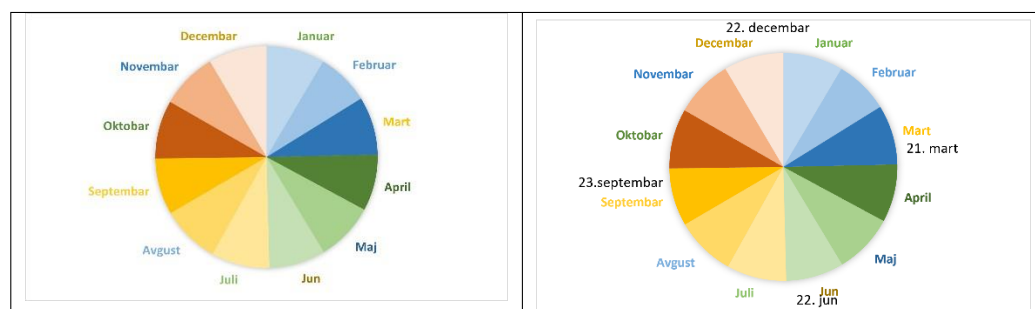 Decembar
Januar
Novembar
Februar
Oktobar
Mart
Septembar
April
Avgust
Maj
Juli
Jun
22. decembar
Decembar
Januar
Novembar
Februar
Oktobar
Mart
21. mart
23.septembar
Septembar
April
Avgust
Maj
Juli
Jun
22. jun